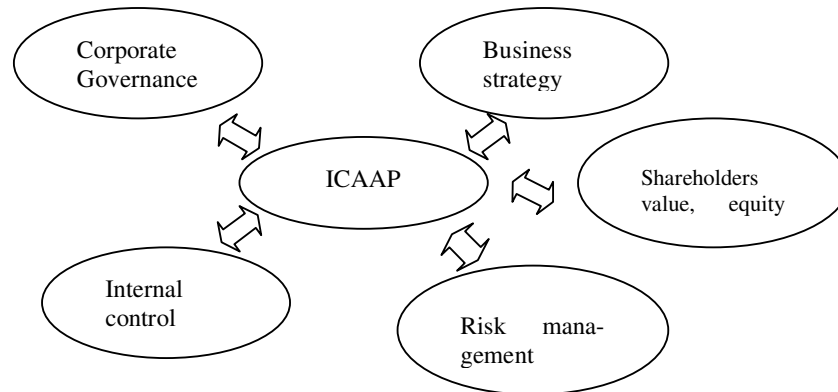 Corporate
Governance
Business
strategy
ICAAP
Shareholders
value, equity
Internal
control
Risk mana-
gement